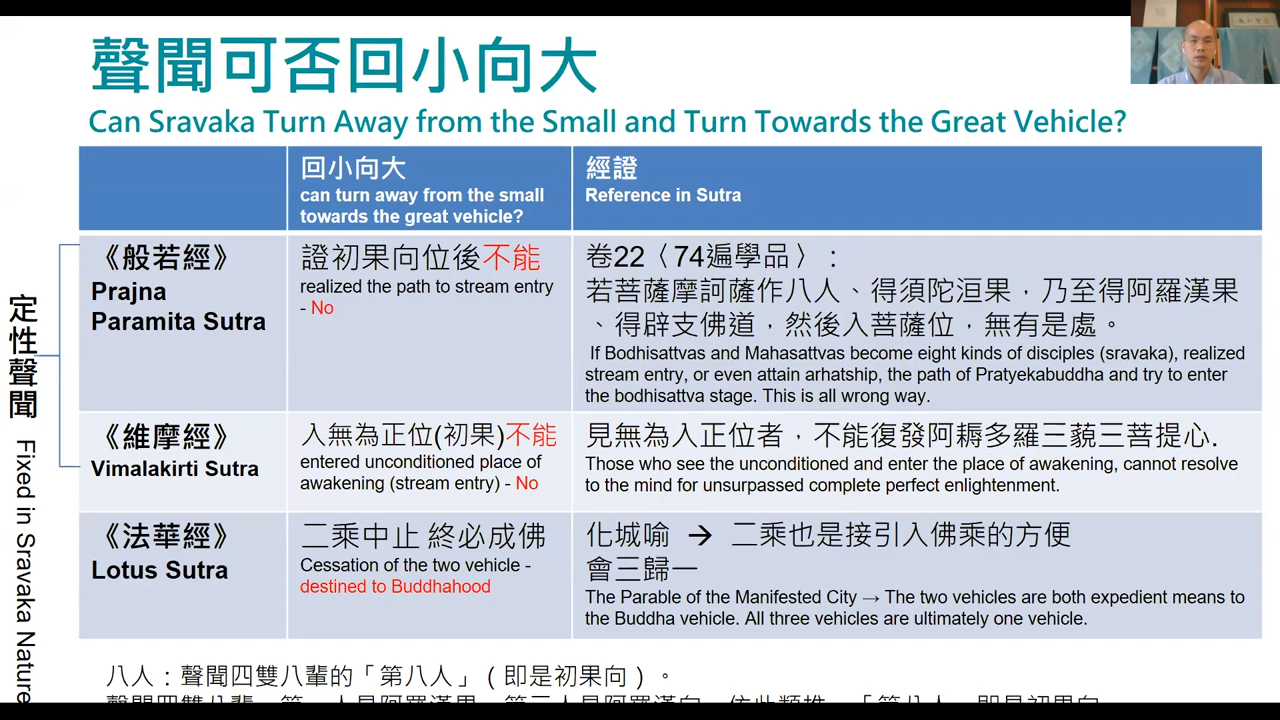 聲聞可否回小向大
Can Sravaka Turn Away from the Small and Turn Towards the Great Vehicle?
回小向大
can turn away from the small
towards the great vehicle?
經證
Reference in Sutra
定性聲聞 Fixed in Sravaka Nature
《般若經》
Prajna
Paramita Sutra
證初果向位後不能
realized the path to stream entry
- No
卷22〈74遍學品〉:
若菩薩摩訶薩作八人、得須陀洹果，乃至得阿羅漢果
、得辟支佛道，然後入菩薩位，無有是處。
If Bodhisattvas and Mahasattvas become eight kinds of disciples (sravaka), realized
stream entry, or even attain arhatship, the path of Pratyekabuddha and try to enter
the bodhisattva stage. This is all wrong way.
《維摩經》
Vimalakirti Sutra
入無為正位(初果)不能
entered unconditioned place of
awakening (stream entry) - No
見無為入正位者，不能復發阿耨多羅三藐三菩提心.
Those who see the unconditioned and enter the place of awakening, cannot resolve
to the mind for unsurpassed complete perfect enlightenment.
《法華經》
Lotus Sutra
二乘中止 終必成佛
Cessation of the two vehicle -
destined to Buddhahood
化城喻 → 二乘也是接引入佛乘的方便
會三歸一
The Parable of the Manifested City → The two vehicles are both expedient means to
the Buddha vehicle. All three vehicles are ultimately one vehicle.
八人：聲聞四雙八輩的「第八人」（即是初果向）。